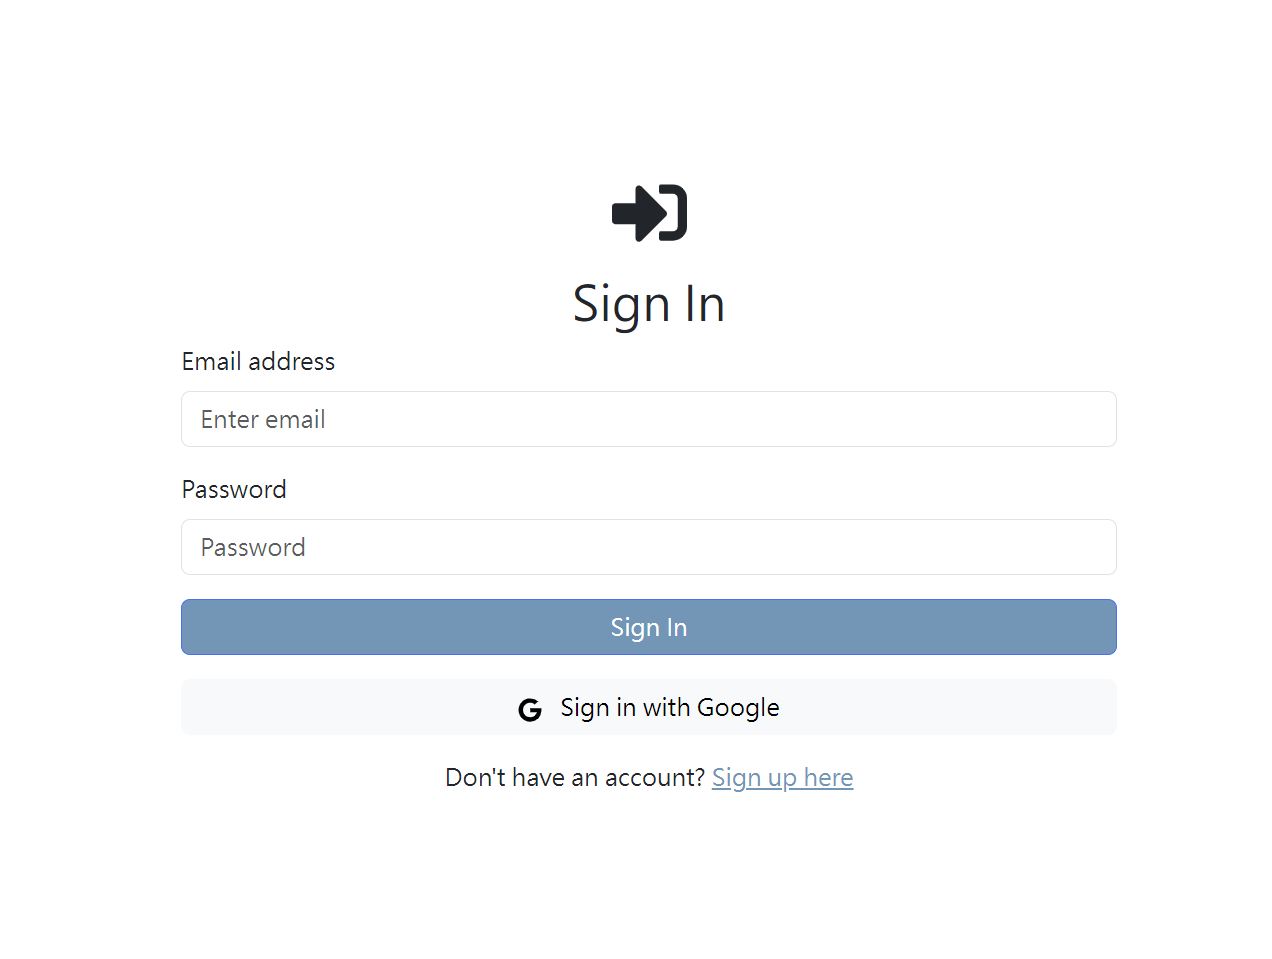 Sign In
Email address
Enter email
Password
Password
Sign In
Sign in with Google
Don't have an account? Sign up here